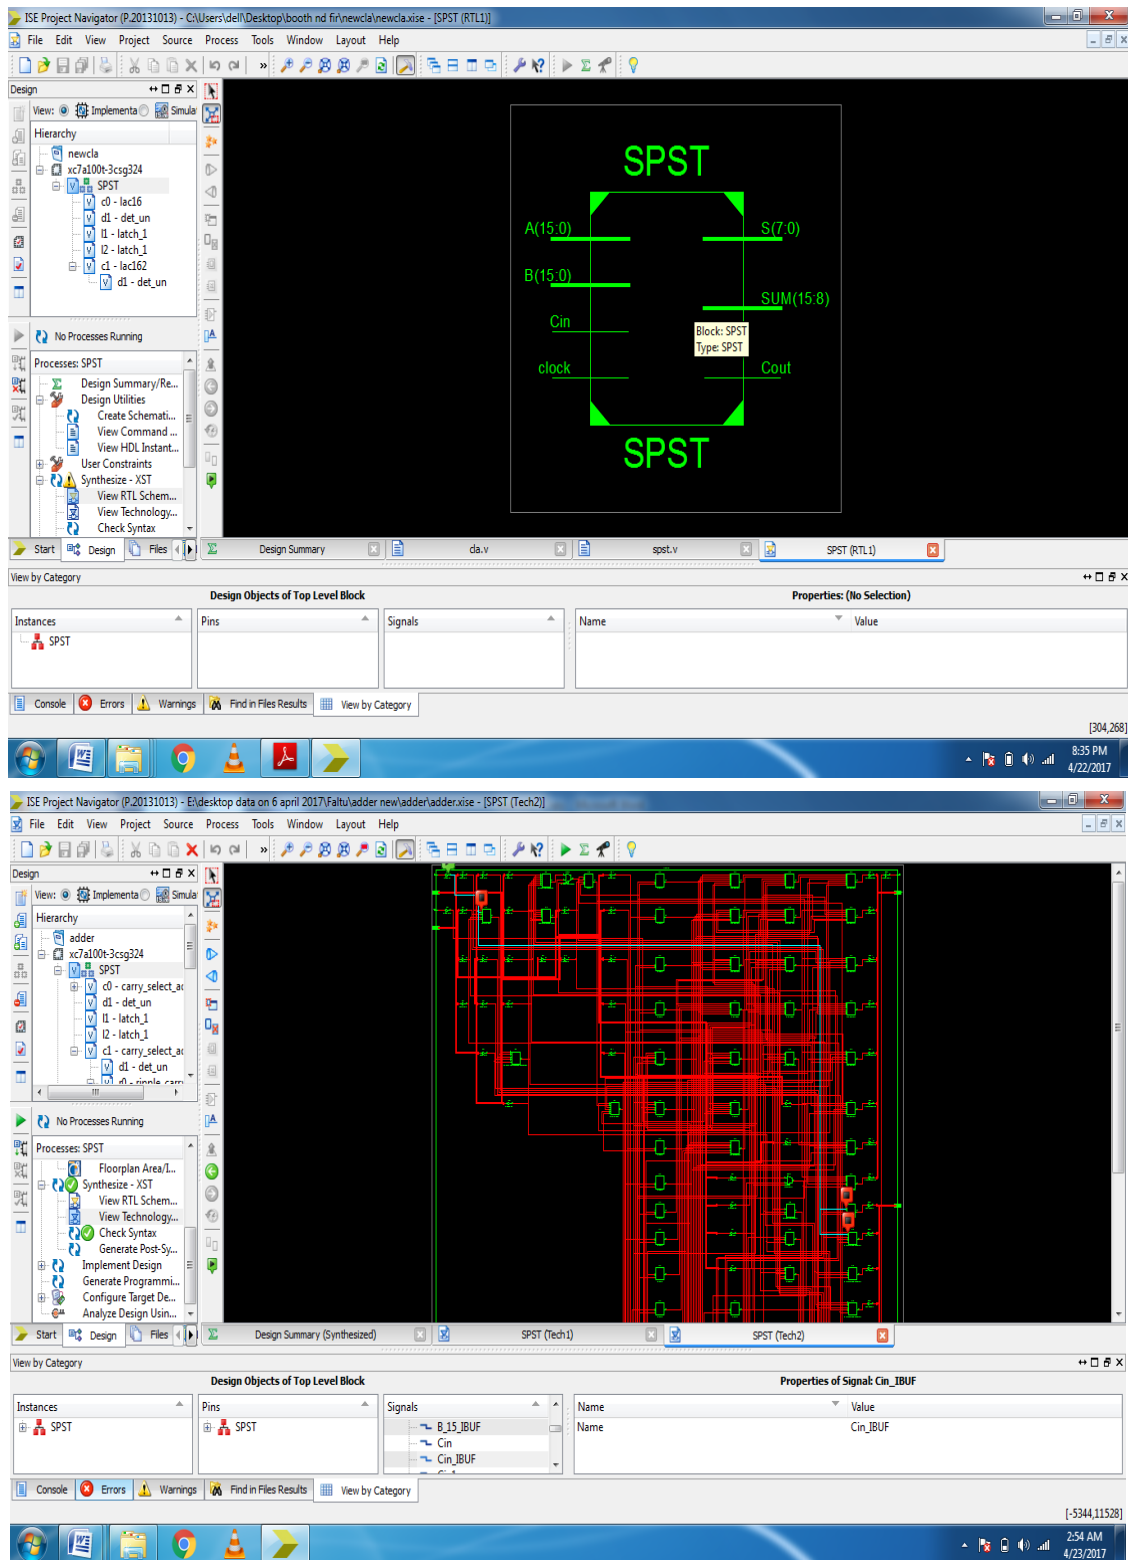 ISE Project Navigator (P.20131013) - C:\Users\dell\Desktop\booth nd fir\newcla\newcla.xise - [SPST (RTL1)]
File Edit View Project Source Process Tools Window Layout Help
Design
View: Implementa Simula
Hierarchy
newcla
xc7a100t-3csg324
SPST
c0 - lac16
d1 - det_un
l1 - latch_1
l2 - latch_1
c1 - lac162
d1 - det_un
No Processes Running
Processes: SPST
Design Summary/Re...
Design Utilities
Create Schemati...
View Command ...
View HDL Instant...
User Constraints
Synthesize - XST
View RTL Schem...
View Technology...
Check Syntax
SPST
A(15:0)
B(15:0)
Cin
clock
S(7:0)
SUM(15:8)
Cout
Block: SPST
Type: SPST
SPST
Start Design Files
Design Summary cla.v spst.v SPST (RTL1)
View by Category
Design Objects of Top Level Block Properties: (No Selection)
Instances Pins Signals Name Value
SPST
Console Errors Warnings Find in Files Results View by Category
[304,268]
8:35 PM
4/22/2017
ISE Project Navigator (P.20131013) - E:\desktop data on 6 april 2017\Faltu\adder new\adder\adder.xise - [SPST (Tech2)]
File Edit View Project Source Process Tools Window Layout Help
Design
View: Implementa Simula
Hierarchy
adder
xc7a100t-3csg324
SPST
c0 - carry_select_ac
d1 - det_un
l1 - latch_1
l2 - latch_1
c1 - carry_select_ac
d1 - det_un
r0 - ripple_carr
No Processes Running
Processes: SPST
Floorplan Area/I...
Synthesize - XST
View RTL Schem...
View Technology...
Check Syntax
Generate Post-Sy...
Implement Design
Generate Programmi...
Configure Target De...
Analyze Design Usin...
Start Design Files
Design Summary (Synthesized) SPST (Tech1) SPST (Tech2)
View by Category
Design Objects of Top Level Block Properties of Signal: Cin_IBUF
Instances Pins Signals Name Value
SPST SPST B_15_IBUF Name Cin_IBUF
Cin
Cin_IBUF
Console Errors Warnings Find in Files Results View by Category
[-5344,11528]
2:54 AM
4/23/2017